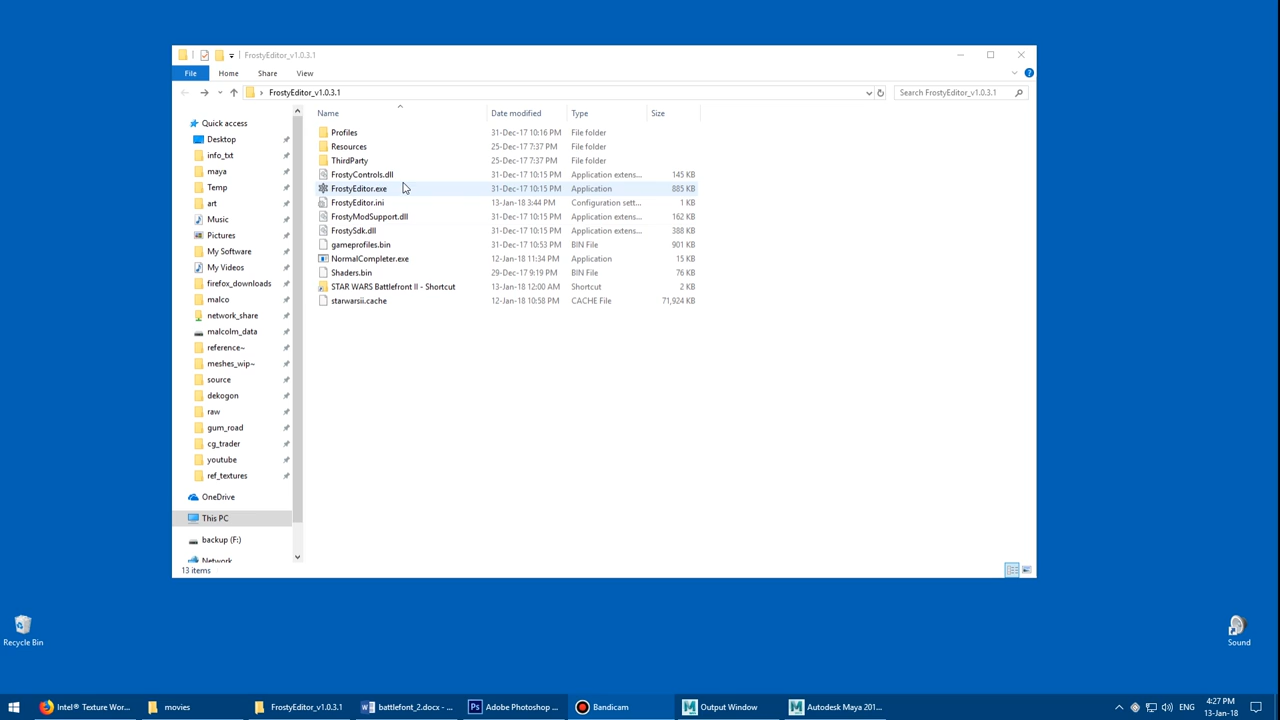 FrostyEditor_v1.0.3.1
File Home Share View
FrostyEditor_v1.0.3.1
Search FrostyEditor_v1.0.3.1
Name Date modified Type Size
Quick access
Desktop
info_txt
maya
Temp
art
Music
Pictures
My Software
My Videos
firefox_downloads
malco
network_share
malcolm_data
reference~
meshes_wip~
source
dekogon
raw
gum_road
cg_trader
youtube
ref_textures
OneDrive
This PC
backup (F:)
Network
Profiles 31-Dec-17 10:16 PM File folder
Resources 25-Dec-17 7:37 PM File folder
ThirdParty 25-Dec-17 7:37 PM File folder
FrostyControls.dll 31-Dec-17 10:15 PM Application extens... 145 KB
FrostyEditor.exe 31-Dec-17 10:15 PM Application 885 KB
FrostyEditor.ini 13-Jan-18 3:44 PM Configuration sett... 1 KB
FrostyModSupport.dll 31-Dec-17 10:15 PM Application extens... 162 KB
FrostySdk.dll 31-Dec-17 10:15 PM Application extens... 388 KB
gameprofiles.bin 31-Dec-17 10:53 PM BIN File 901 KB
NormalCompleter.exe 12-Jan-18 11:34 PM Application 15 KB
Shaders.bin 29-Dec-17 9:19 PM BIN File 76 KB
STAR WARS Battlefront II - Shortcut 13-Jan-18 12:00 AM Shortcut 2 KB
starwarsii.cache 12-Jan-18 10:58 PM CACHE File 71,924 KB
13 items
Recycle Bin
Sound
Intel® Texture Wor... movies FrostyEditor_v1.0.3.1 battlefont_2.docx - ... Adobe Photoshop ... Bandicam Output Window Autodesk Maya 201... ENG 4:27 PM
13-Jan-18